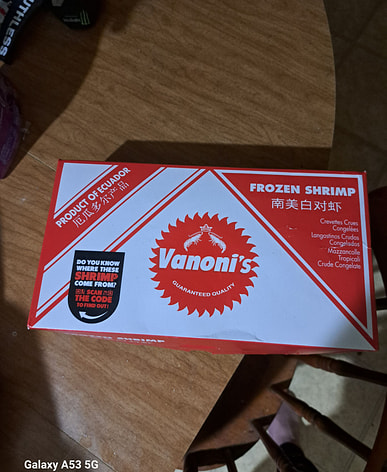 PRODUCT OF ECUADOR
厄瓜多尔产品
FROZEN SHRIMP
南美白对虾
Crevettes Crues
Congelées
Langostinos Crudos
Congelados
Mazzancolle
Tropicali
Crude Congelate
Vanoni's
GUARANTEED QUALITY
DO YOU KNOW
WHERE THESE
SHRIMP
COME FROM?
SCAN
THE CODE
TO FIND OUT!
FROZEN SHRIMP
Galaxy A53 5G